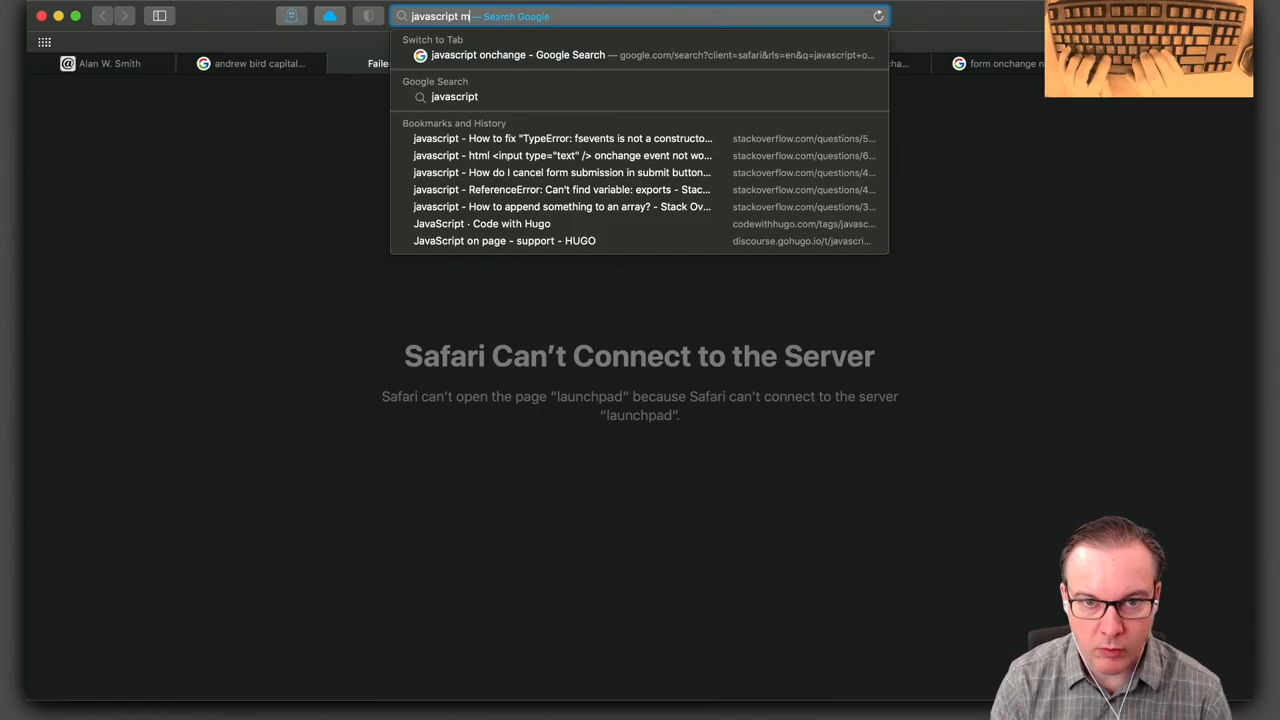 javascript m — Search Google
Alan W. Smith
andrew bird capital...
Faile
cha...
form onchange n
Switch to Tab
javascript onchange - Google Search — google.com/search?client=safari&rls=en&q=javascript+o...
Google Search
javascript
Bookmarks and History
javascript - How to fix "TypeError: fsevents is not a constructo... stackoverflow.com/questions/5...
javascript - html <input type="text" /> onchange event not wo... stackoverflow.com/questions/6...
javascript - How do I cancel form submission in submit button... stackoverflow.com/questions/4...
javascript - ReferenceError: Can't find variable: exports - Stac... stackoverflow.com/questions/4...
javascript - How to append something to an array? - Stack Ov... stackoverflow.com/questions/3...
JavaScript · Code with Hugo codewithhugo.com/tags/javasc...
JavaScript on page - support - HUGO discourse.gohugo.io/t/javascri...
Safari Can't Connect to the Server
Safari can't open the page “launchpad” because Safari can't connect to the server
“launchpad”.